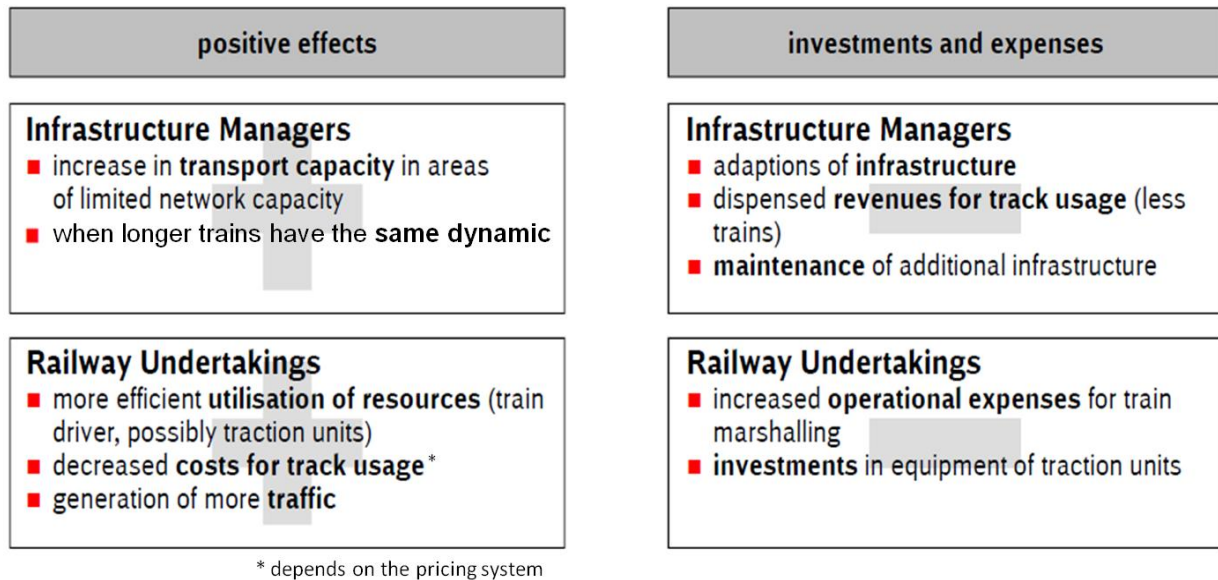 positive effects
investments and expenses
Infrastructure Managers
■ increase in transport capacity in areas
of limited network capacity
■ when longer trains have the same dynamic
Infrastructure Managers
■ adaptions of infrastructure
■ dispensed revenues for track usage (less
trains)
■ maintenance of additional infrastructure
Railway Undertakings
■ more efficient utilisation of resources (train
driver, possibly traction units)
■ decreased costs for track usage*
■ generation of more traffic
Railway Undertakings
■ increased operational expenses for train
marshalling
■ investments in equipment of traction units
* depends on the pricing system